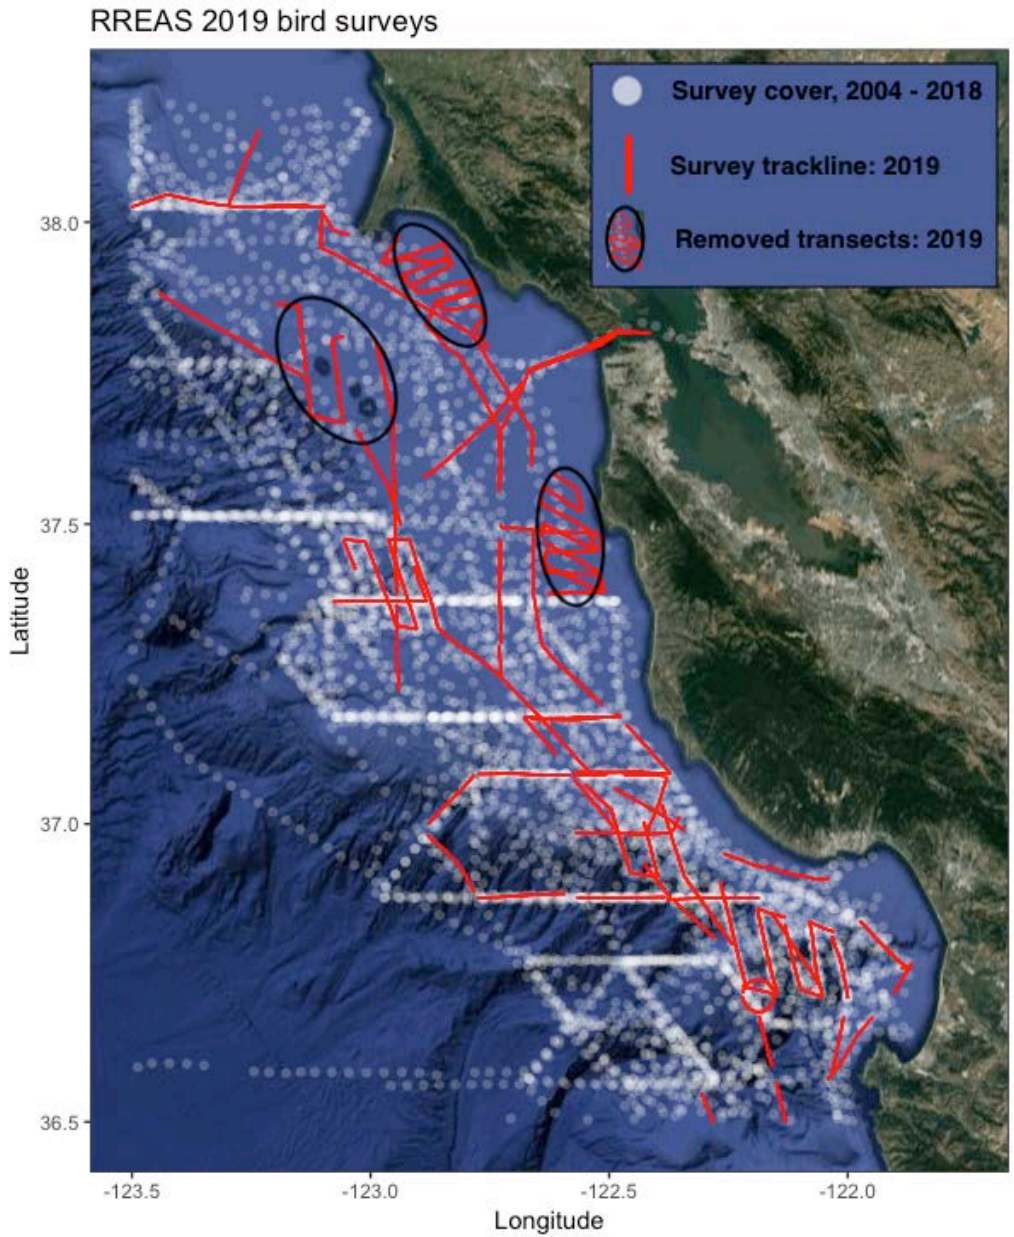 RREAS 2019 bird surveys
Survey cover, 2004 - 2018
Survey trackline: 2019
Removed transects: 2019
38.0
37.5
37.0
36.5
Latitude
-123.5
-123.0
-122.5
-122.0
Longitude